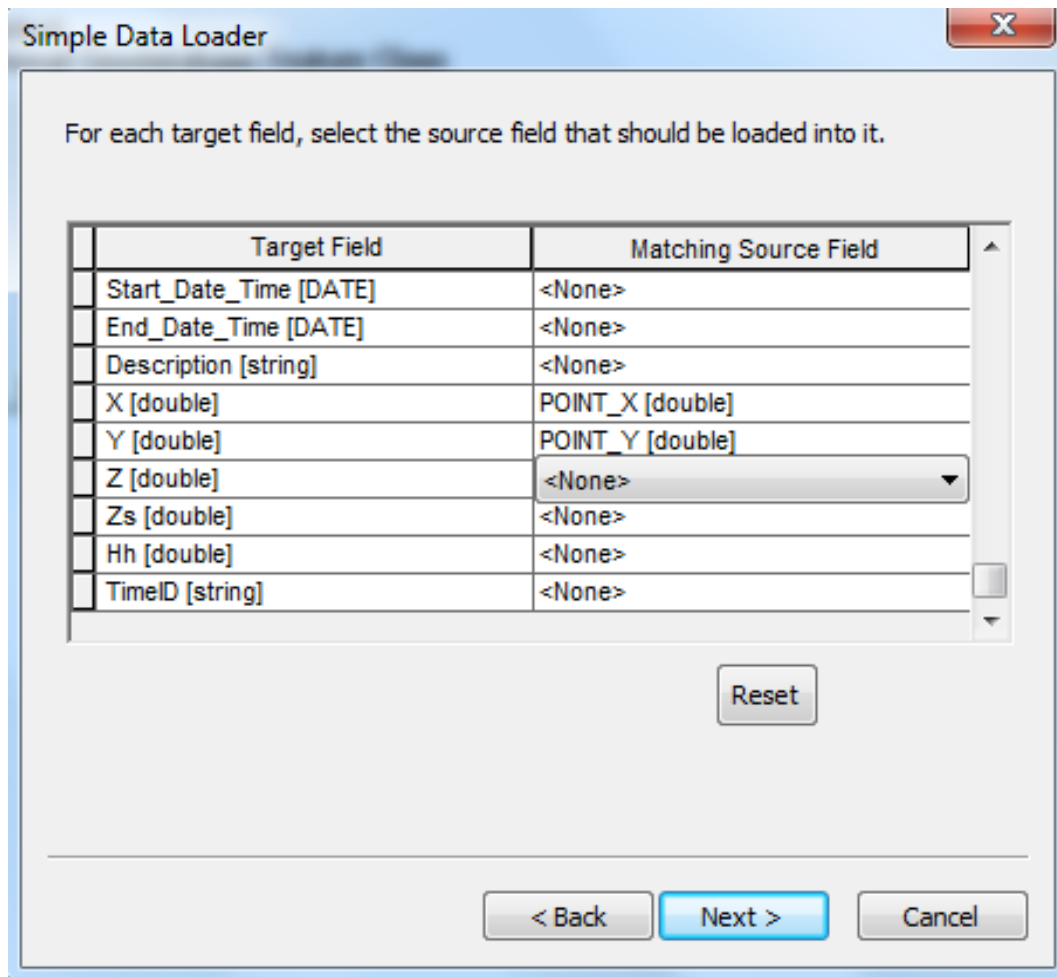 Simple Data Loader
For each target field, select the source field that should be loaded into it.
Target Field Matching Source Field
Start_Date_Time [DATE] <None>
End_Date_Time [DATE] <None>
Description [string] <None>
X [double] POINT_X [double]
Y [double] POINT_Y [double]
Z [double] <None>
Zs [double] <None>
Hh [double] <None>
TimeID [string] <None>
Reset
< Back Next > Cancel